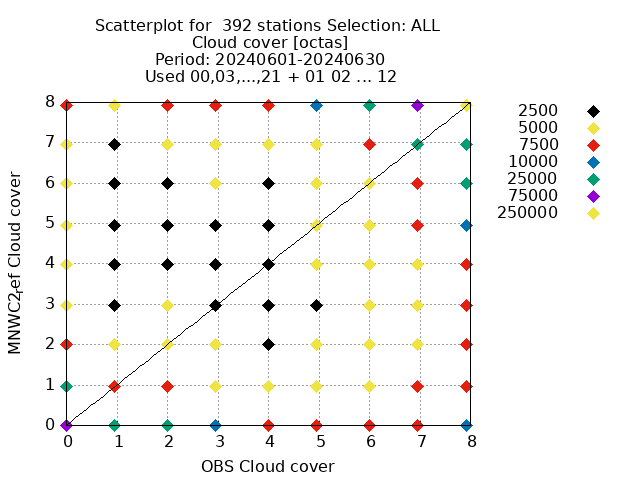 Scatterplot for  392 stations Selection: ALL
Cloud cover [octas]
Period: 20240601-20240630
Used 00,03,...,21 + 01 02 ... 12
8
7
6
5
4
3
2
1
0
MNWC2ref Cloud cover
0 1 2 3 4 5 6 7 8
OBS Cloud cover
2500
5000
7500
10000
25000
75000
250000